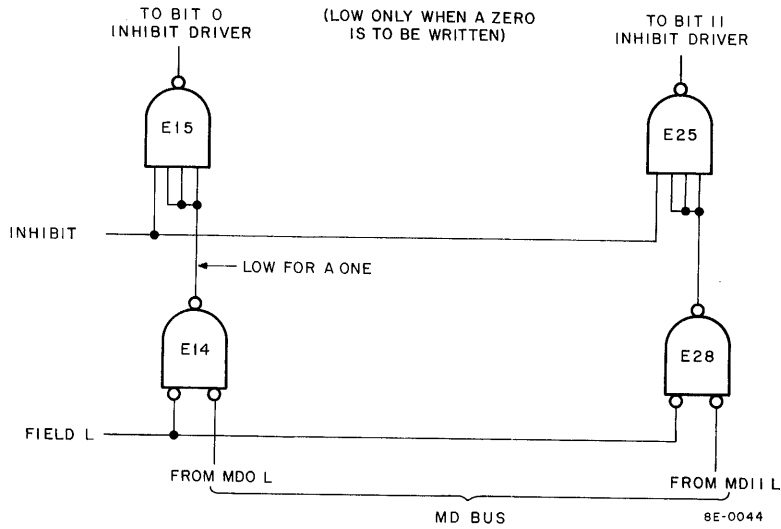 TO BIT 0
INHIBIT DRIVER
(LOW ONLY WHEN A ZERO
IS TO BE WRITTEN)
TO BIT 11
INHIBIT DRIVER
E15
E25
INHIBIT
LOW FOR A ONE
E14
E28
FIELD L
FROM MD0 L
FROM MD11 L
MD BUS
8E-0044